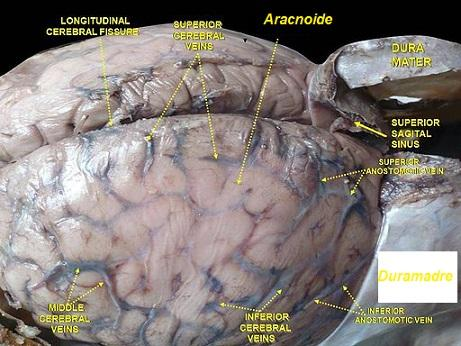 LONGITUDINAL
CEREBRAL FISSURE
SUPERIOR
CEREBRAL
VEINS
Aracnoide
DURA
MATER
SUPERIOR
SAGITAL
SINUS
SUPERIOR
ANOSTOMOTIC VEIN
Duramadre
MIDDLE
CEREBRAL
VEINS
INFERIOR
CEREBRAL
VEINS
INFERIOR
ANOSTOMOTIC VEIN